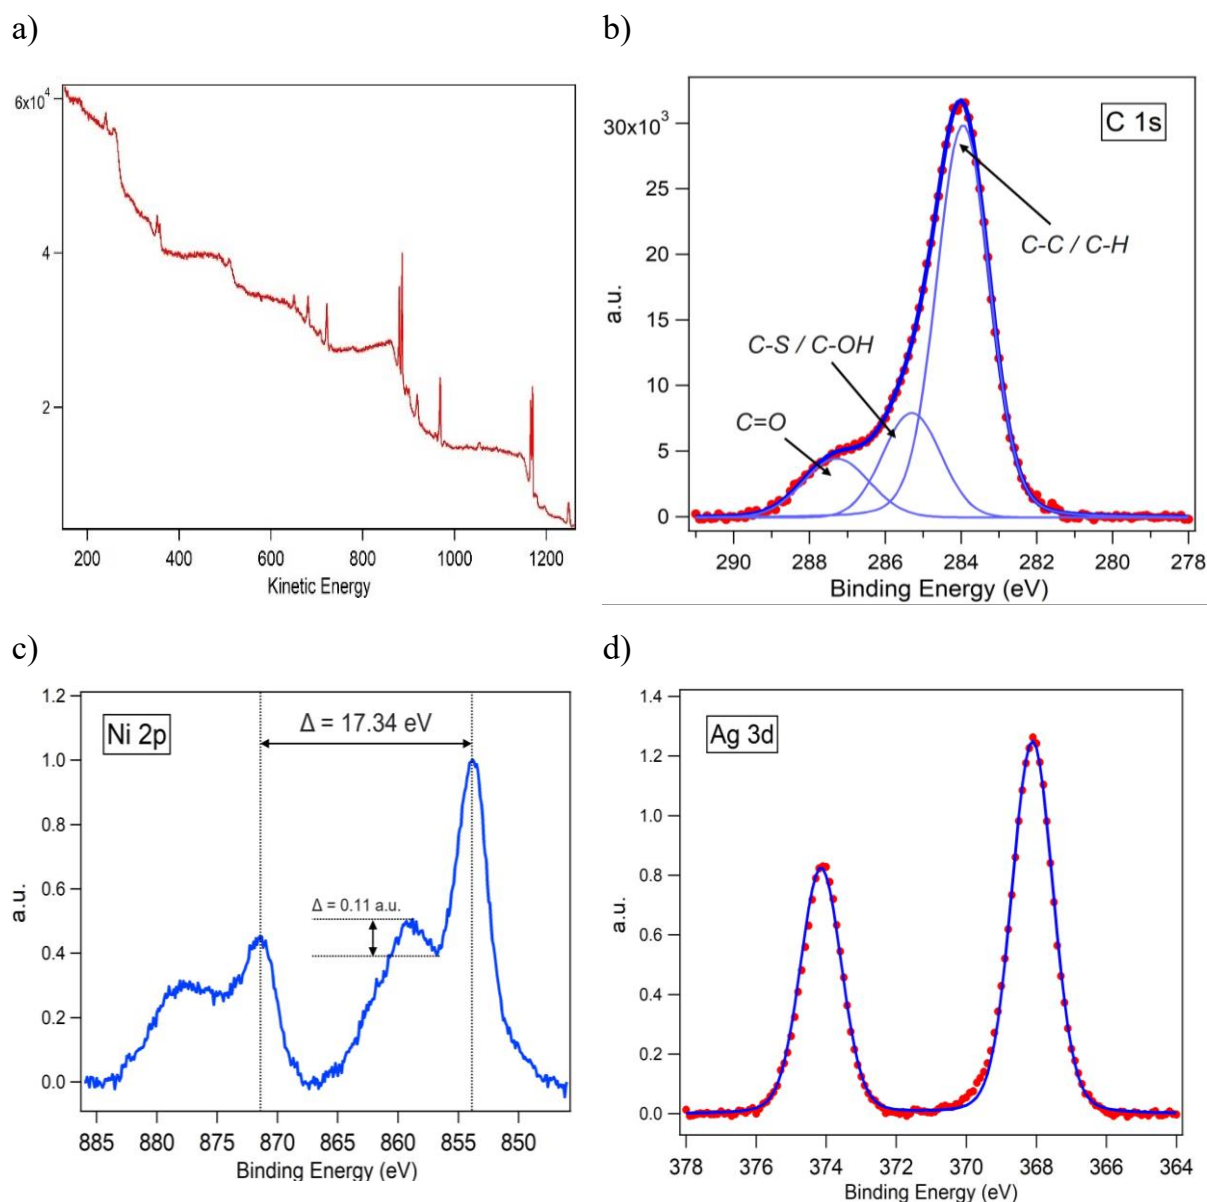 a)
b)
6x10⁴
4
2
200
400
600
800
1000
1200
Kinetic Energy
C 1s
30x10³
25
20
15
10
5
0
a.u.
C-C / C-H
C-S / C-OH
C=O
290
288
286
284
282
280
278
Binding Energy (eV)
c)
d)
Ni 2p
Δ = 17.34 eV
Δ = 0.11 a.u.
1.2
1.0
0.8
0.6
0.4
0.2
0.0
a.u.
885
880
875
870
865
860
855
850
Binding Energy (eV)
Ag 3d
1.4
1.2
1.0
0.8
0.6
0.4
0.2
0.0
a.u.
378
376
374
372
370
368
366
364
Binding Energy (eV)